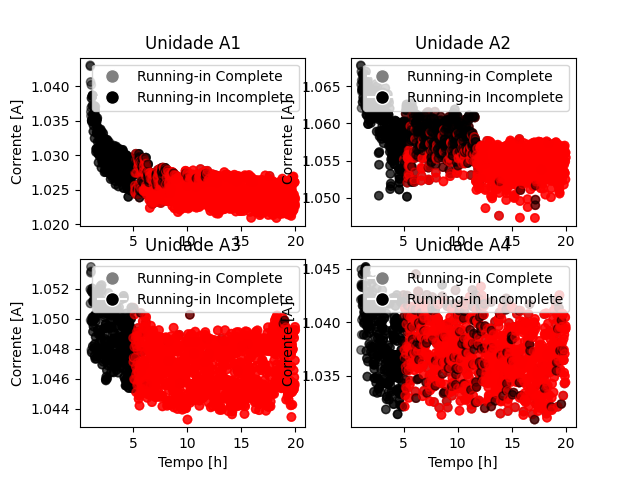 Unidade A1
Unidade A2
Corrente [A]
1.040
1.035
1.030
1.025
1.020
5
10
15
20
Running-in Complete
Running-in Incomplete
Corrente [A]
1.065
1.060
1.055
1.050
5
10
15
20
Running-in Complete
Running-in Incomplete
Unidade A3
Unidade A4
Corrente [A]
1.052
1.050
1.048
1.046
1.044
5
10
15
20
Tempo [h]
Running-in Complete
Running-in Incomplete
Corrente [A]
1.045
1.040
1.035
5
10
15
20
Tempo [h]
Running-in Complete
Running-in Incomplete